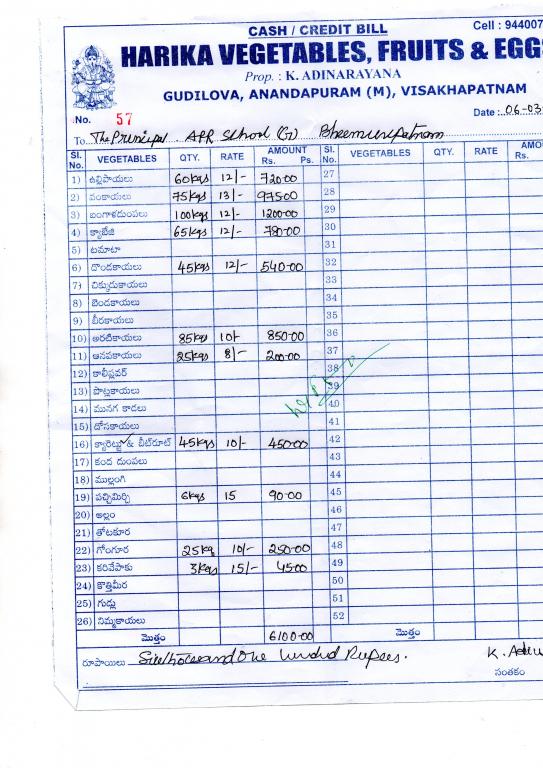 CASH / CREDIT BILL
Cell : 944007
HARIKA VEGETABLES, FRUITS & EGGS
Prop. : K. ADINARAYANA
GUDILOVA, ANANDAPURAM (M), VISAKHAPATNAM
No. 57
Date : 06-03
To The Principal APR School (G) Bheemunipatnam
Sl. No. VEGETABLES QTY. RATE AMOUNT Rs. Ps. Sl. No. VEGETABLES QTY. RATE AMOU Rs.
1) ఉల్లిపాయలు 60kgs 12/- 720-00 27
2) వంకాయలు 75kgs 13/- 975-00 28
3) బంగాళదుంపలు 100kgs 12/- 1200-00 29
4) క్యాబేజి 65kgs 12/- 780-00 30
5) టమాటా 31
6) దొండకాయలు 45kgs 12/- 540-00 32
7) చిక్కుడుకాయలు 33
8) బెండకాయలు 34
9) బీరకాయలు 35
10) అరటికాయలు 85kgs 10/- 850-00 36
11) ఆనపకాయలు 25kgs 8/- 200-00 37
12) కాలీఫ్లవర్ 38
13) పొట్లకాయలు 39
14) మునగ కాడలు 40
15) దోసకాయలు 41
16) క్యారెట్లు & బీట్‌రూట్ 45kgs 10/- 450-00 42
17) కంద దుంపలు 43
18) ముల్లంగి 44
19) పచ్చిమిర్చి 6kgs 15 90-00 45
20) అల్లం 46
21) తోటకూర 47
22) గోంగూర 25kg 10/- 250-00 48
23) కరివేపాకు 3kgs 15/- 45-00 49
24) కొత్తిమీర 50
25) గుడ్లు 51
26) నిమ్మకాయలు 52
మొత్తం 6100-00 మొత్తం
రూపాయలు Six thousand One hundred Rupees.
K. Adin
సంతకం